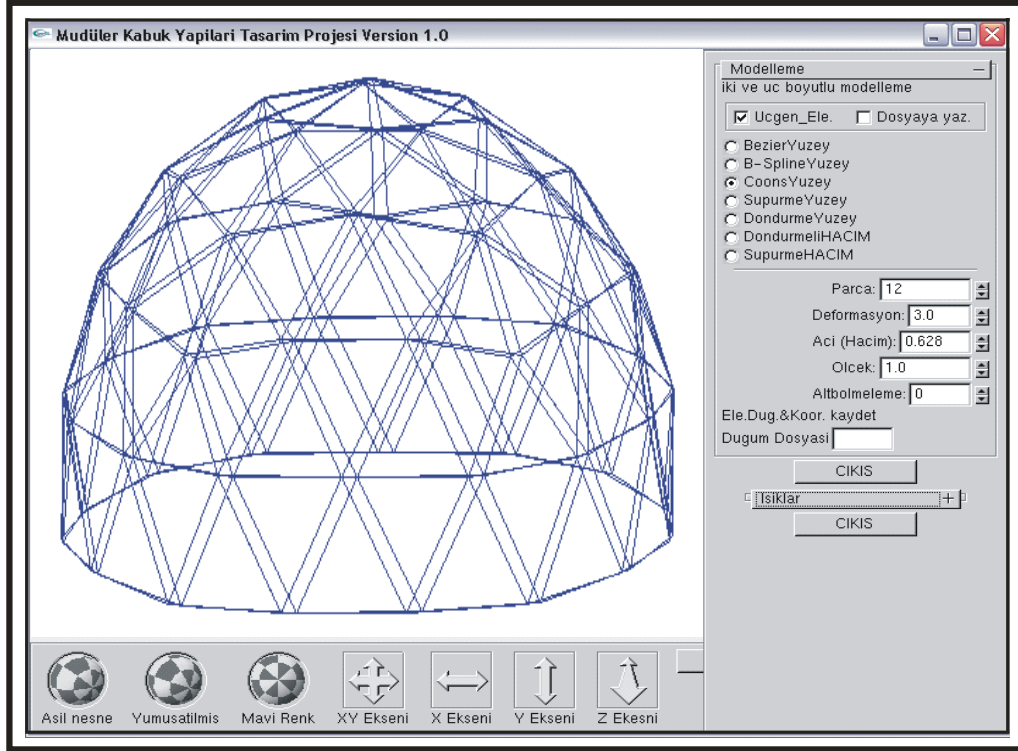 Mudüler Kabuk Yapilari Tasarim Projesi Version 1.0
Modelleme
iki ve uc boyutlu modelleme
Ucgen_Ele. Dosyaya yaz.
BezierYuzey
B-SplineYuzey
CoonsYuzey
SupurmeYuzey
DondurmeYuzey
DondurmeliHACIM
SupurmeHACIM
Parca: 12
Deformasyon: 3.0
Aci (Hacim): 0.628
Olcek: 1.0
Altbolmeleme: 0
Ele.Dug.&Koor. kaydet
Dugum Dosyasi
CIKIS
Isiklar
CIKIS
Asil nesne Yumusatilmis Mavi Renk XY Ekseni X Ekseni Y Ekseni Z Ekesni